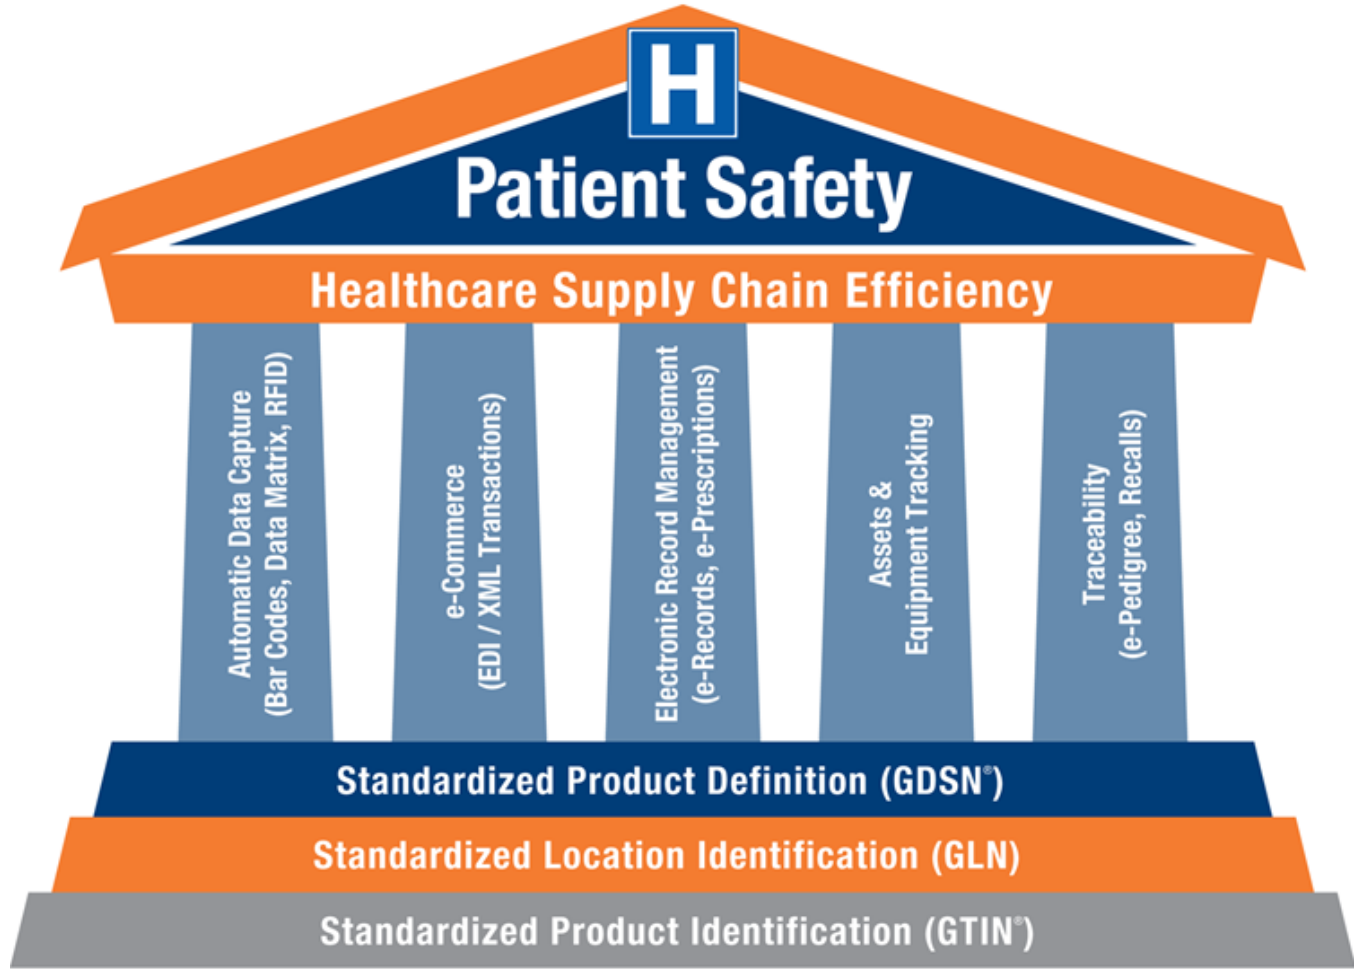 H
Patient Safety
Healthcare Supply Chain Efficiency
Automatic Data Capture
(Bar Codes, Data Matrix, RFID)
e-Commerce
(EDI / XML Transactions)
Electronic Record Management
(e-Records, e-Prescriptions)
Assets &
Equipment Tracking
Traceability
(e-Pedigree, Recalls)
Standardized Product Definition (GDSN®)
Standardized Location Identification (GLN)
Standardized Product Identification (GTIN®)